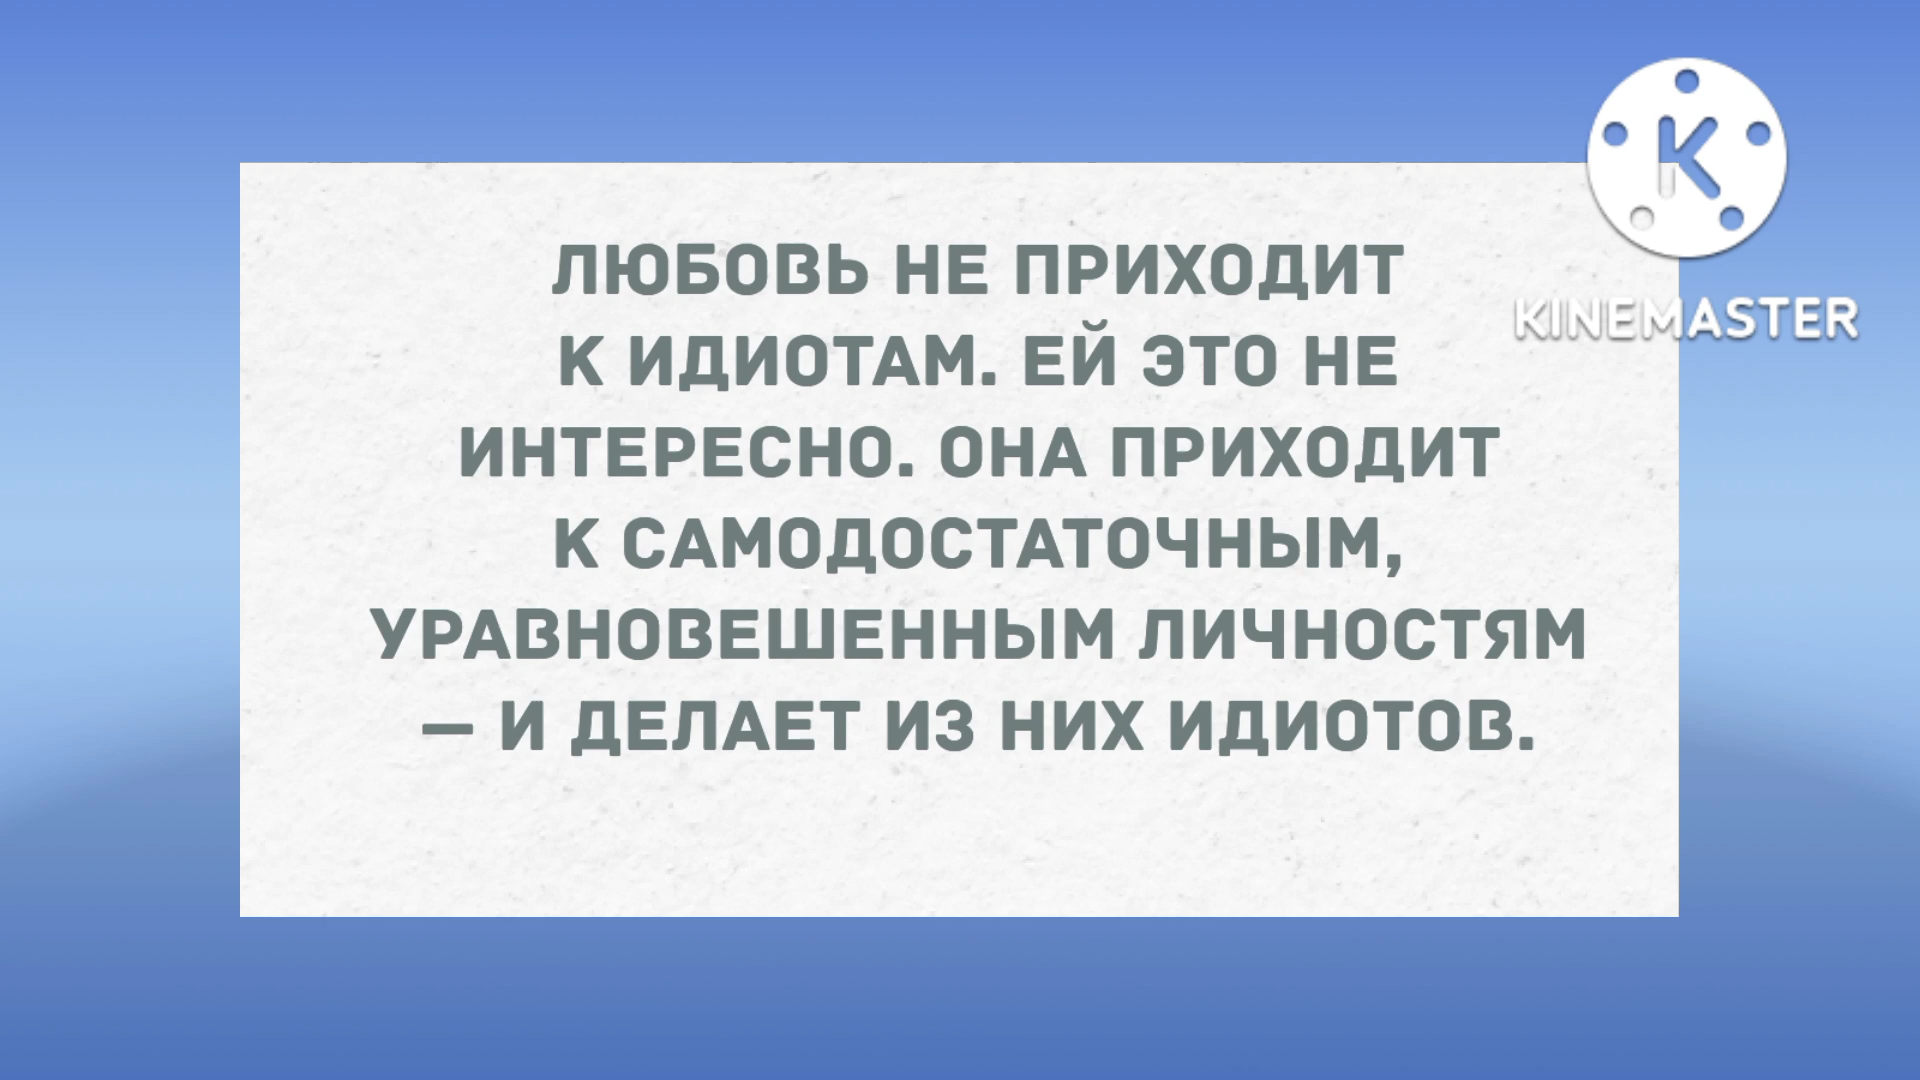 ЛЮБОВЬ НЕ ПРИХОДИТ
К ИДИОТАМ. ЕЙ ЭТО НЕ
ИНТЕРЕСНО. ОНА ПРИХОДИТ
К САМОДОСТАТОЧНЫМ,
УРАВНОВЕШЕННЫМ ЛИЧНОСТЯМ
— И ДЕЛАЕТ ИЗ НИХ ИДИОТОВ.
K
KINEMASTER